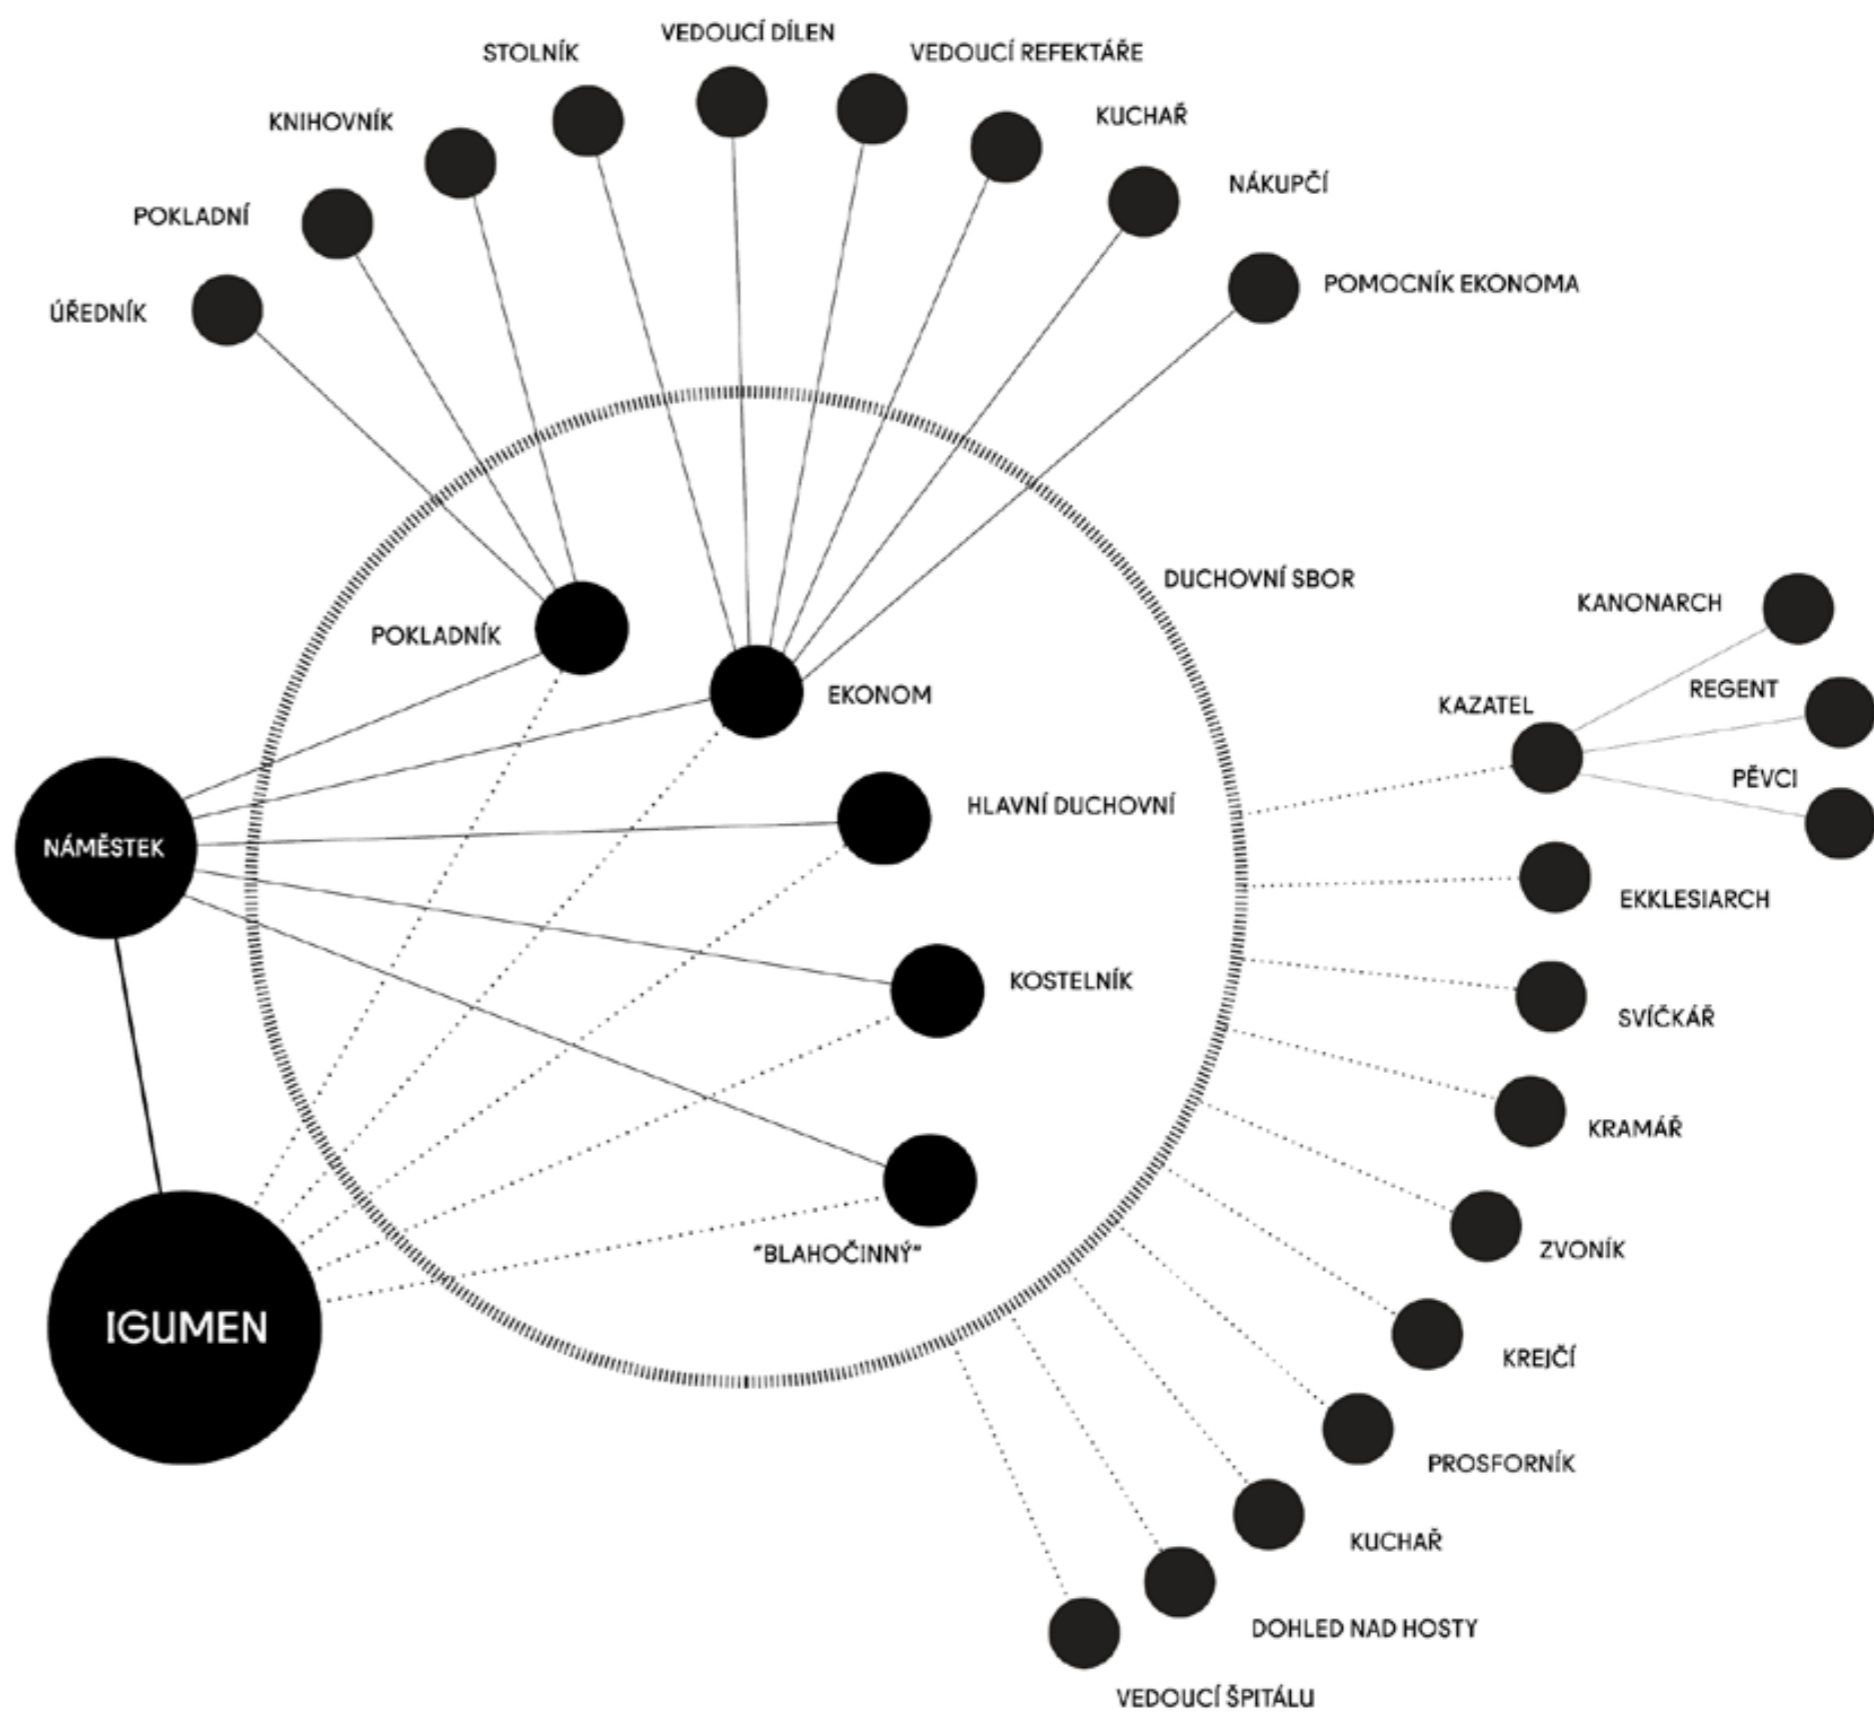 VEDOUCÍ DÍLEN
STOLNÍK
VEDOUCÍ REFEKTÁŘE
KUCHAŘ
KNIHOVNÍK
NÁKUPČÍ
POKLADNÍ
POMOCNÍK EKONOMA
ÚŘEDNÍK
DUCHOVNÍ SBOR
KANONARCH
POKLADNÍK
REGENT
EKONOM
KAZATEL
PĚVCI
HLAVNÍ DUCHOVNÍ
NÁMĚSTEK
EKKLESIARCH
KOSTELNÍK
SVÍČKÁŘ
KRAMÁŘ
ZVONÍK
"BLAHOČINNÝ"
IGUMEN
KREJČÍ
PROSFORNÍK
KUCHAŘ
DOHLED NAD HOSTY
VEDOUCÍ ŠPITÁLU